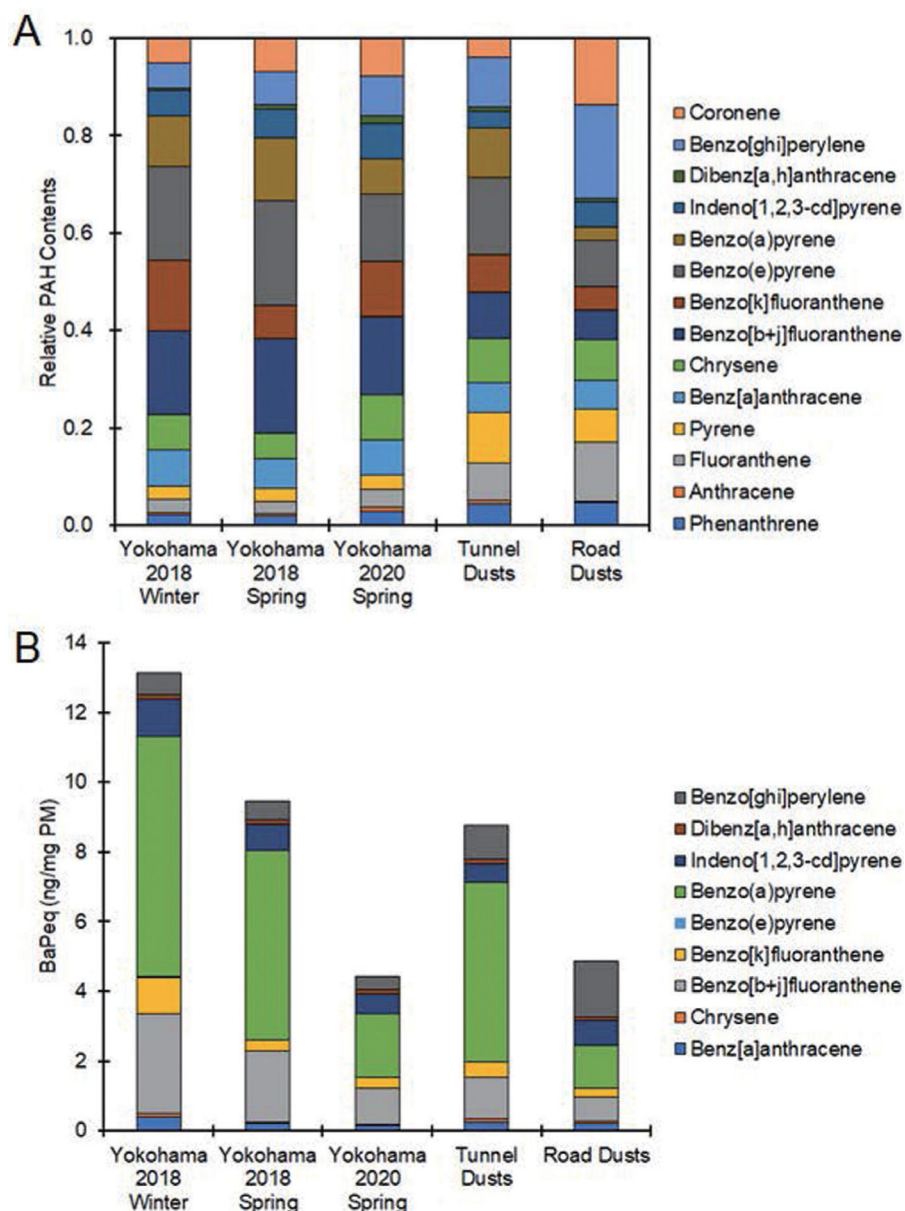 A
1.0
0.8
0.6
0.4
0.2
0.0
Relative PAH Contents
Yokohama
2018
Winter
Yokohama
2018
Spring
Yokohama
2020
Spring
Tunnel
Dusts
Road
Dusts
Coronene
Benzo[ghi]perylene
Dibenz[a,h]anthracene
Indeno[1,2,3-cd]pyrene
Benzo(a)pyrene
Benzo(e)pyrene
Benzo[k]fluoranthene
Benzo[b+j]fluoranthene
Chrysene
Benz[a]anthracene
Pyrene
Fluoranthene
Anthracene
Phenanthrene
B
14
12
10
8
6
4
2
0
BaPeq (ng/mg PM)
Yokohama
2018
Winter
Yokohama
2018
Spring
Yokohama
2020
Spring
Tunnel
Dusts
Road Dusts
Benzo[ghi]perylene
Dibenz[a,h]anthracene
Indeno[1,2,3-cd]pyrene
Benzo(a)pyrene
Benzo(e)pyrene
Benzo[k]fluoranthene
Benzo[b+j]fluoranthene
Chrysene
Benz[a]anthracene